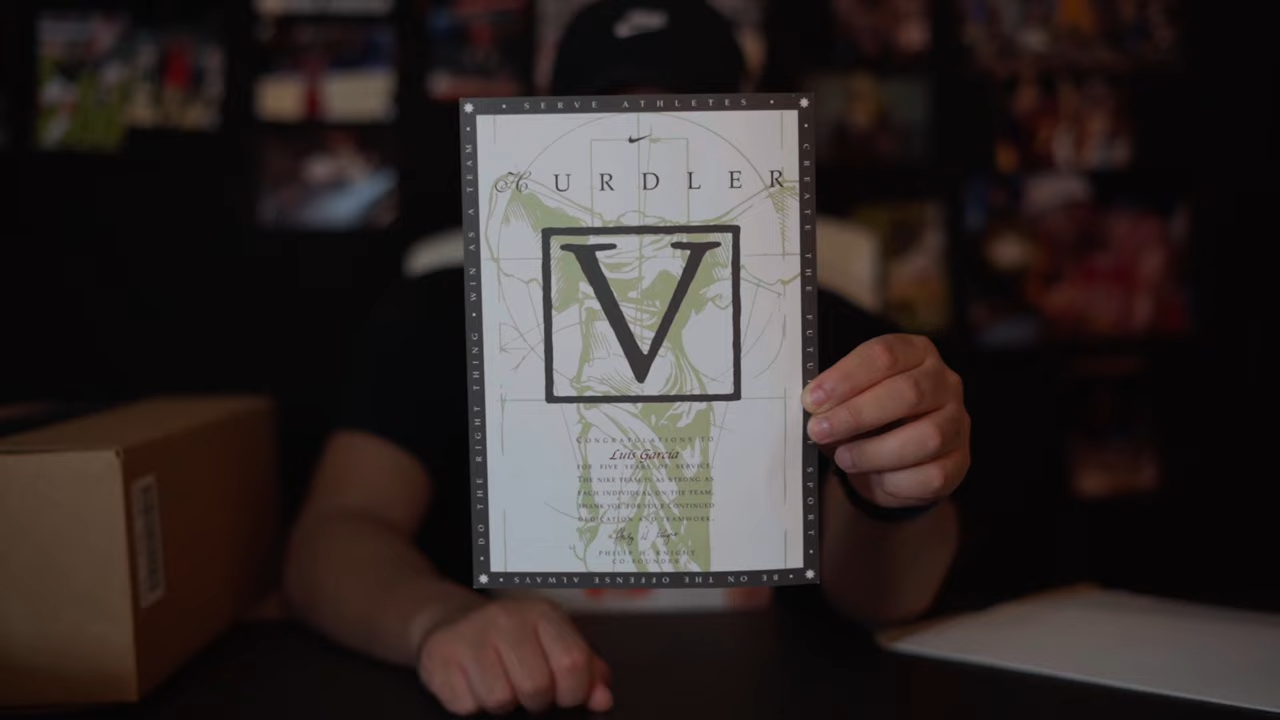 SERVE ATHLETES
HURDLER
V
CONGRATULATIONS TO
Luis Garcia
FOR FIVE YEARS OF SERVICE.
THE NIKE TEAM IS AS STRONG AS
EACH INDIVIDUAL ON THE TEAM.
THANK YOU FOR YOUR CONTINUED
DEDICATION AND TEAMWORK.
PHILIP H. KNIGHT
CO-FOUNDER
DO THE RIGHT THING • WIN AS A TEAM
CREATE THE FUTU
SPORT
BE ON THE OFFENSE ALWAYS